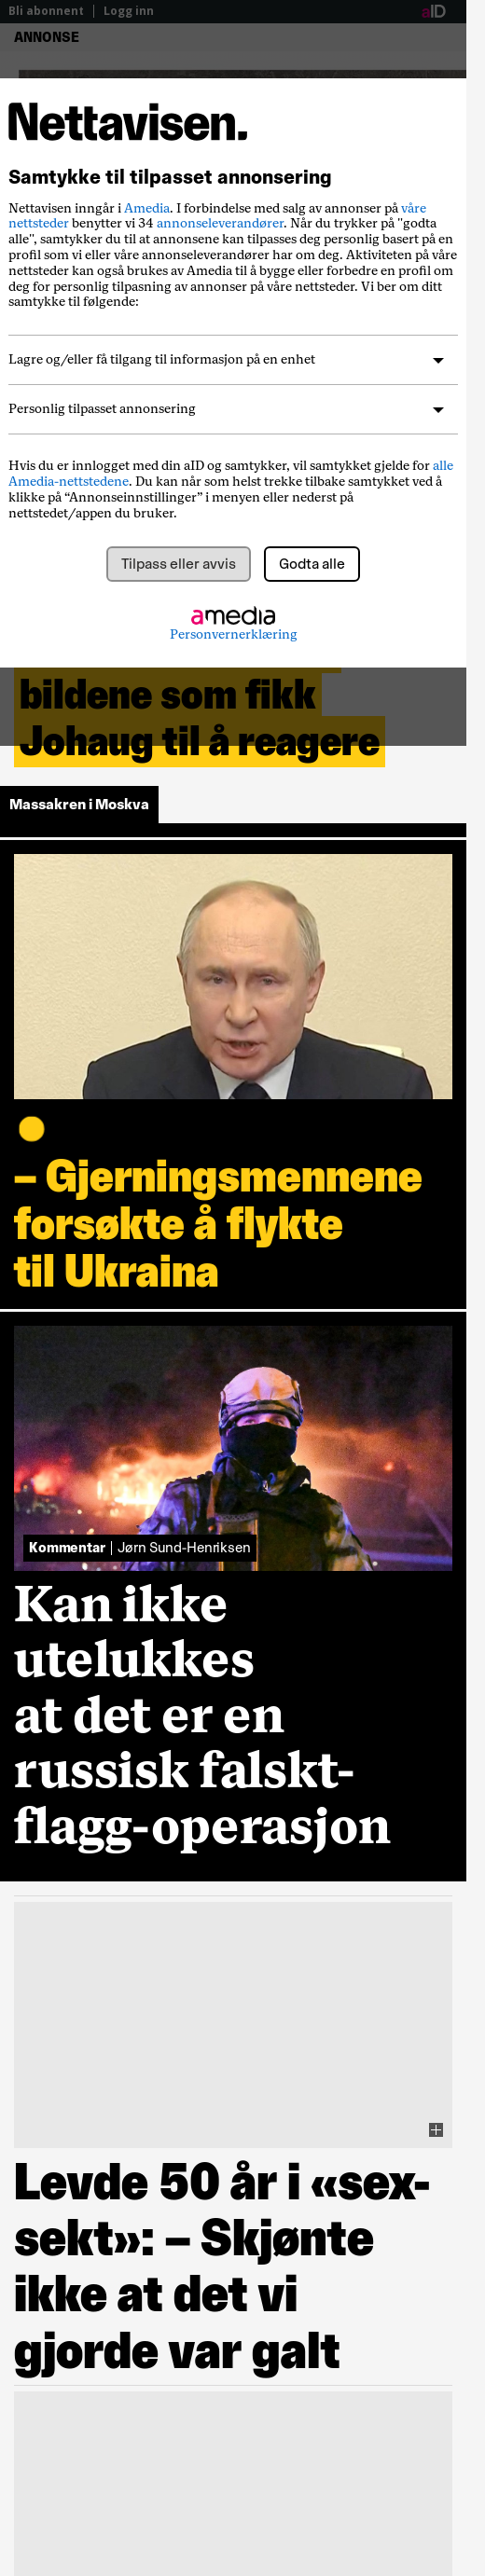 Bli abonnent | Logg inn
aID
ANNONSE
Nettavisen.
Samtykke til tilpasset annonsering
Nettavisen inngår i Amedia. I forbindelse med salg av annonser på våre
nettsteder benytter vi 34 annonseleverandører. Når du trykker på "godta
alle", samtykker du til at annonsene kan tilpasses deg personlig basert på en
profil som vi eller våre annonseleverandører har om deg. Aktiviteten på våre
nettsteder kan også brukes av Amedia til å bygge eller forbedre en profil om
deg for personlig tilpasning av annonser på våre nettsteder. Vi ber om ditt
samtykke til følgende:
Lagre og/eller få tilgang til informasjon på en enhet
Personlig tilpasset annonsering
Hvis du er innlogget med din aID og samtykker, vil samtykket gjelde for alle
Amedia-nettstedene. Du kan når som helst trekke tilbake samtykket ved å
klikke på “Annonseinnstillinger” i menyen eller nederst på
nettstedet/appen du bruker.
Tilpass eller avvis
Godta alle
amedia
Personvernerklæring
bildene som fikk
Johaug til å reagere
Massakren i Moskva
– Gjerningsmennene
forsøkte å flykte
til Ukraina
Kommentar | Jørn Sund-Henriksen
Kan ikke
utelukkes
at det er en
russisk falskt-
flagg-operasjon
Levde 50 år i «sex-
sekt»: – Skjønte
ikke at det vi
gjorde var galt